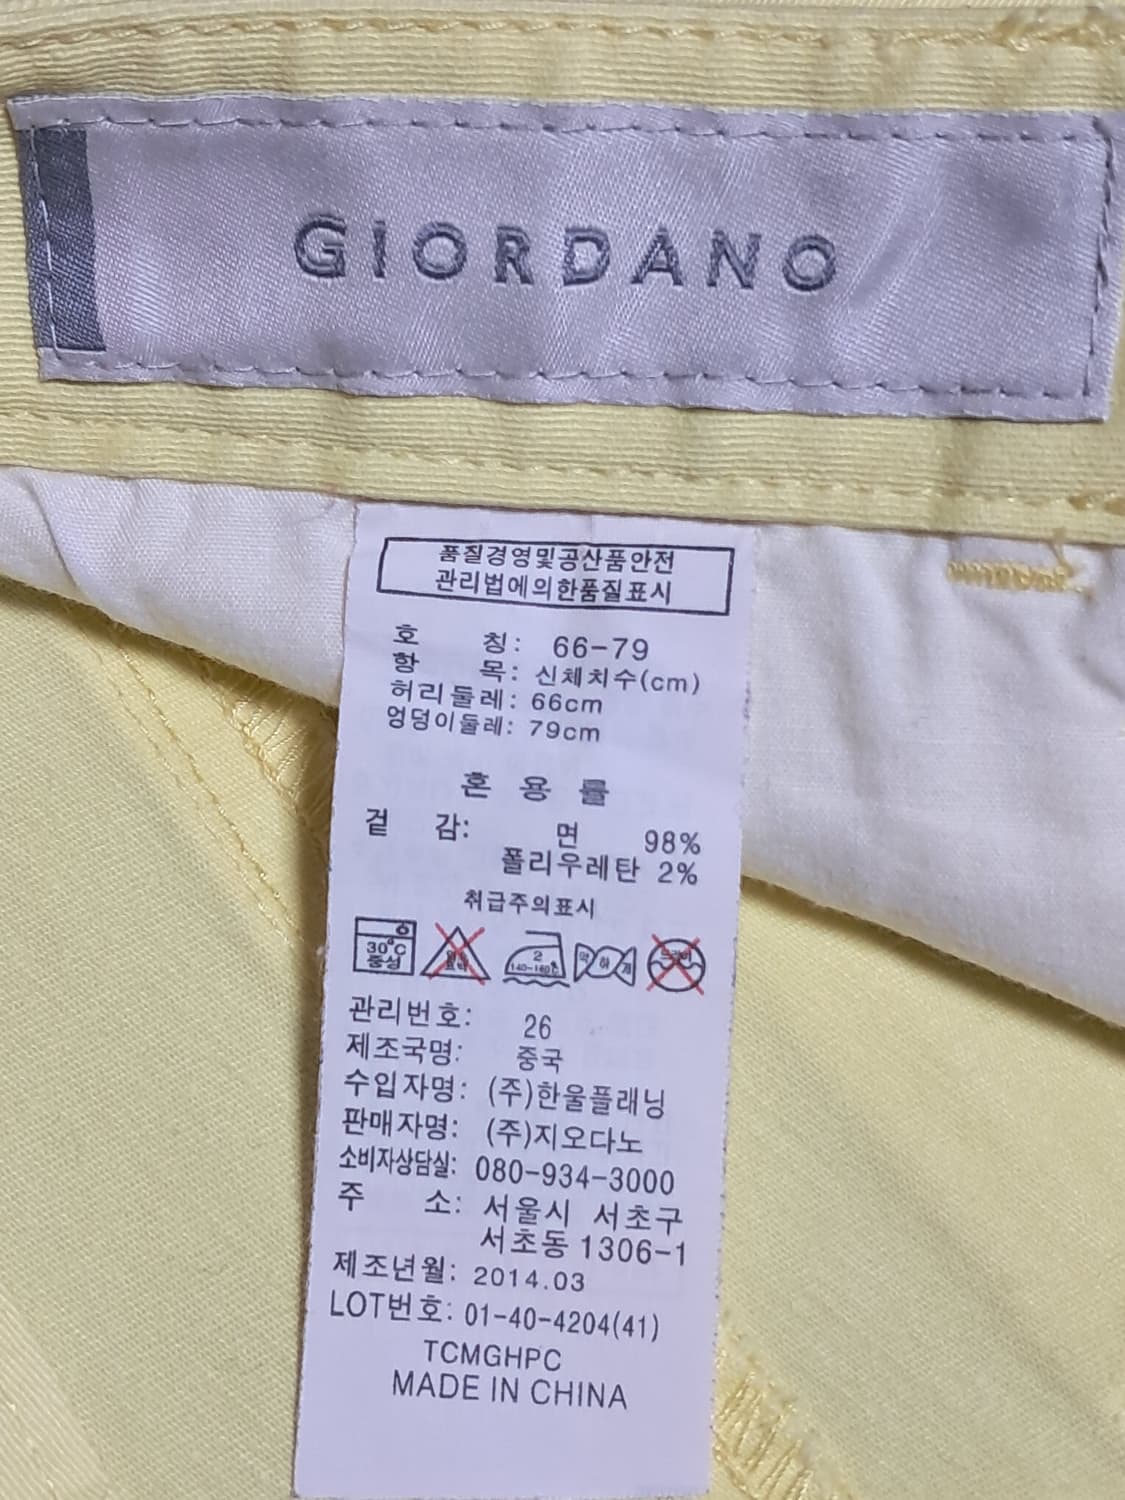 GIORDANO
품질경영및공산품안전
관리법에의한품질표시
호 칭: 66-79
항 목: 신체치수(cm)
허리둘레: 66cm
엉덩이둘레: 79cm
혼 용 률
겉 감: 면 98%
폴리우레탄 2%
취급주의표시
30°C
중성
2
140~160°C
약 하 게
관리번호: 26
제조국명: 중국
수입자명: (주)한울플래닝
판매자명: (주)지오다노
소비자상담실: 080-934-3000
주 소: 서울시 서초구
서초동 1306-1
제조년월: 2014.03
LOT번호: 01-40-4204(41)
TCMGHPC
MADE IN CHINA